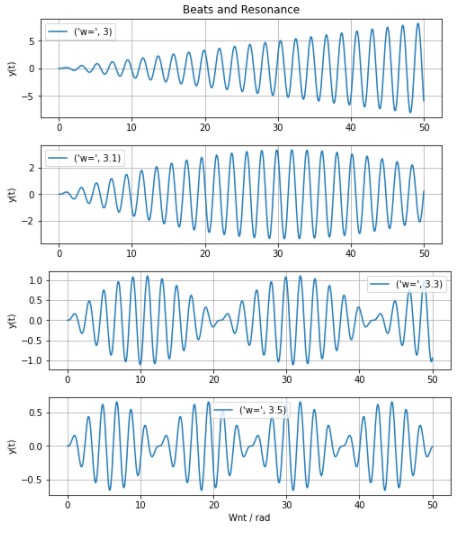 Beats and Resonance
('w=', 3)
y(t)
5
0
−5
0 10 20 30 40 50
('w=', 3.1)
y(t)
2
0
−2
0 10 20 30 40 50
('w=', 3.3)
y(t)
1.0
0.5
0.0
−0.5
−1.0
0 10 20 30 40 50
('w=', 3.5)
y(t)
0.5
0.0
−0.5
0 10 20 30 40 50
Wnt / rad